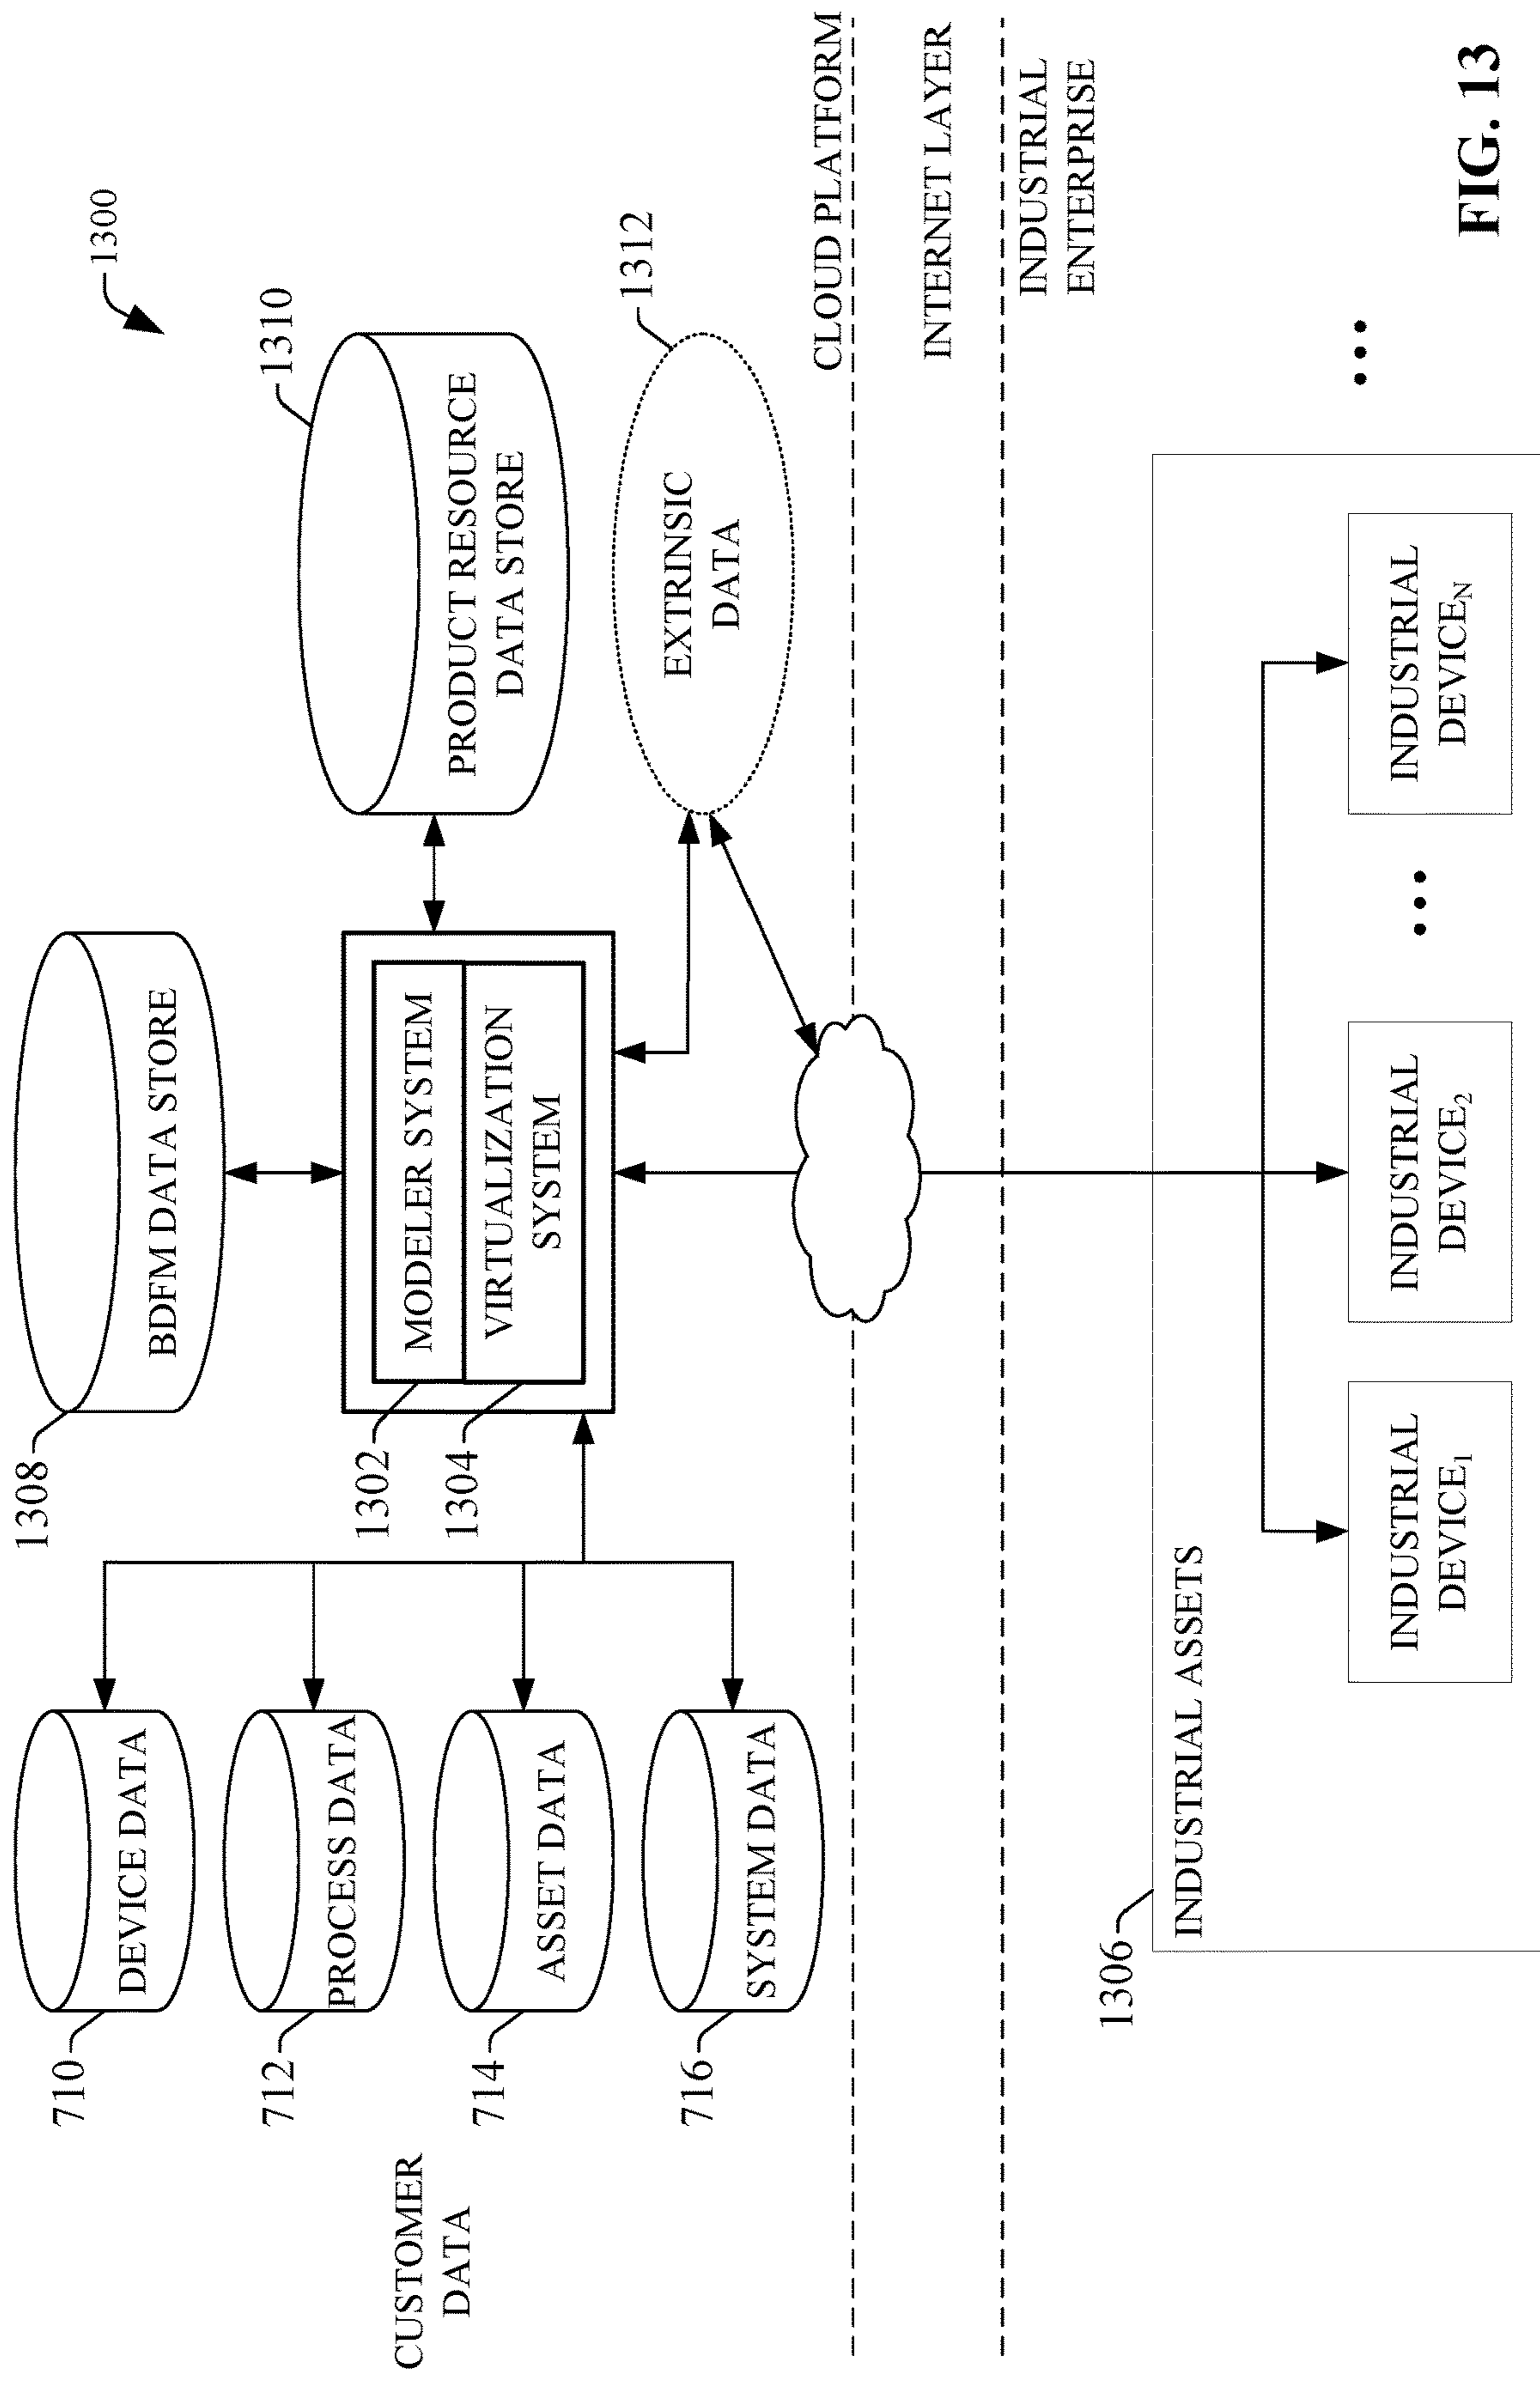 1300
1308
BDFM DATA STORE
710
DEVICE DATA
712
PROCESS DATA
CUSTOMER
DATA
714
ASSET DATA
716
SYSTEM DATA
1302
MODELER SYSTEM
1304
VIRTUALIZATION
SYSTEM
1310
PRODUCT RESOURCE
DATA STORE
1312
EXTRINSIC
DATA
CLOUD PLATFORM
INTERNET LAYER
INDUSTRIAL
ENTERPRISE
1306
INDUSTRIAL ASSETS
INDUSTRIAL
DEVICE1
INDUSTRIAL
DEVICE2
•••
INDUSTRIAL
DEVICEN
•••
FIG. 13